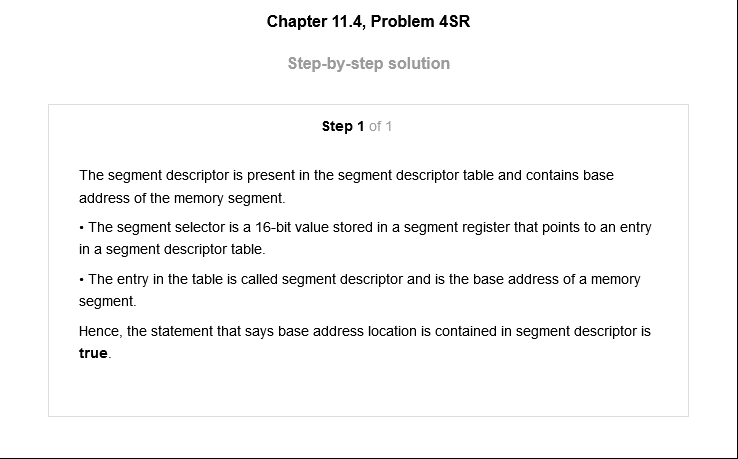 Chapter 11.4, Problem 4SR
Step-by-step solution
Step 1 of 1
The segment descriptor is present in the segment descriptor table and contains base
address of the memory segment.
• The segment selector is a 16-bit value stored in a segment register that points to an entry
in a segment descriptor table.
• The entry in the table is called segment descriptor and is the base address of a memory
segment.
Hence, the statement that says base address location is contained in segment descriptor is
true.